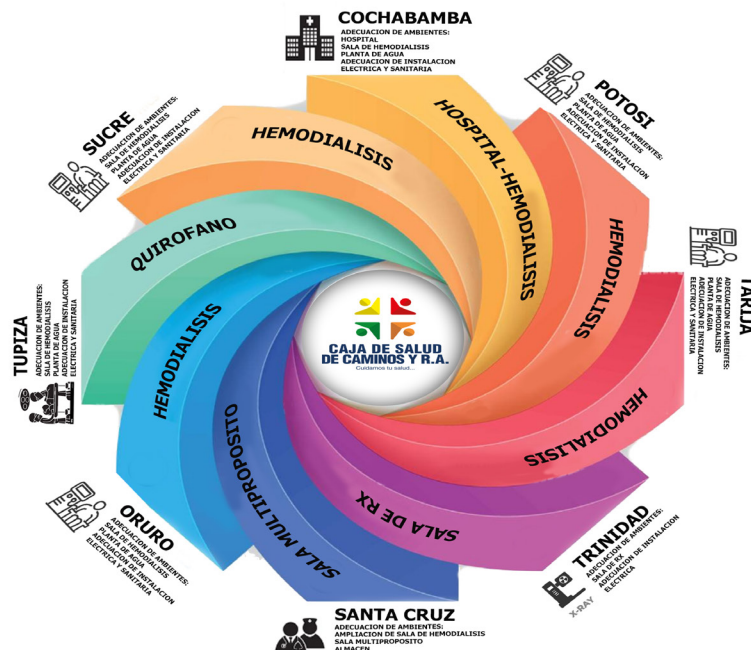 COCHABAMBA
ADECUACION DE AMBIENTES:
HOSPITAL
SALA DE HEMODIALISIS
PLANTA DE AGUA
ADECUACION DE INSTALACION
ELECTRICA Y SANITARIA
POTOSI
ADECUACION DE AMBIENTES:
SALA DE HEMODIALISIS
PLANTA DE AGUA
ADECUACION DE INSTALACION
ELECTRICA Y SANITARIA
TARIJA
ADECUACION DE AMBIENTES:
SALA DE HEMODIALISIS
PLANTA DE AGUA
ADECUACION DE INSTALACION
ELECTRICA Y SANITARIA
TRINIDAD
ADECUACION DE AMBIENTES:
SALA DE RX
ADECUACION DE INSTALACION
ELECTRICA
X-RAY
SANTA CRUZ
ADECUACION DE AMBIENTES:
AMPLIACION DE SALA DE HEMODIALISIS
SALA MULTIPROPOSITO
ALMACEN
ORURO
ADECUACION DE AMBIENTES:
SALA DE HEMODIALISIS
PLANTA DE AGUA
ADECUACION DE INSTALACION
ELECTRICA Y SANITARIA
TUPIZA
ADECUACION DE AMBIENTES:
SALA DE HEMODIALISIS
PLANTA DE AGUA
ADECUACION DE INSTALACION
ELECTRICA Y SANITARIA
SUCRE
ADECUACION DE AMBIENTES:
SALA DE HEMODIALISIS
PLANTA DE AGUA
ADECUACION DE INSTALACION
ELECTRICA Y SANITARIA
HEMODIALISIS
HOSPITAL-HEMODIALISIS
HEMODIALISIS
HEMODIALISIS
SALA DE RX
SALA MULTIPROPOSITO
HEMODIALISIS
QUIROFANO
CAJA DE SALUD
DE CAMINOS Y R.A.
Cuidamos tu salud...